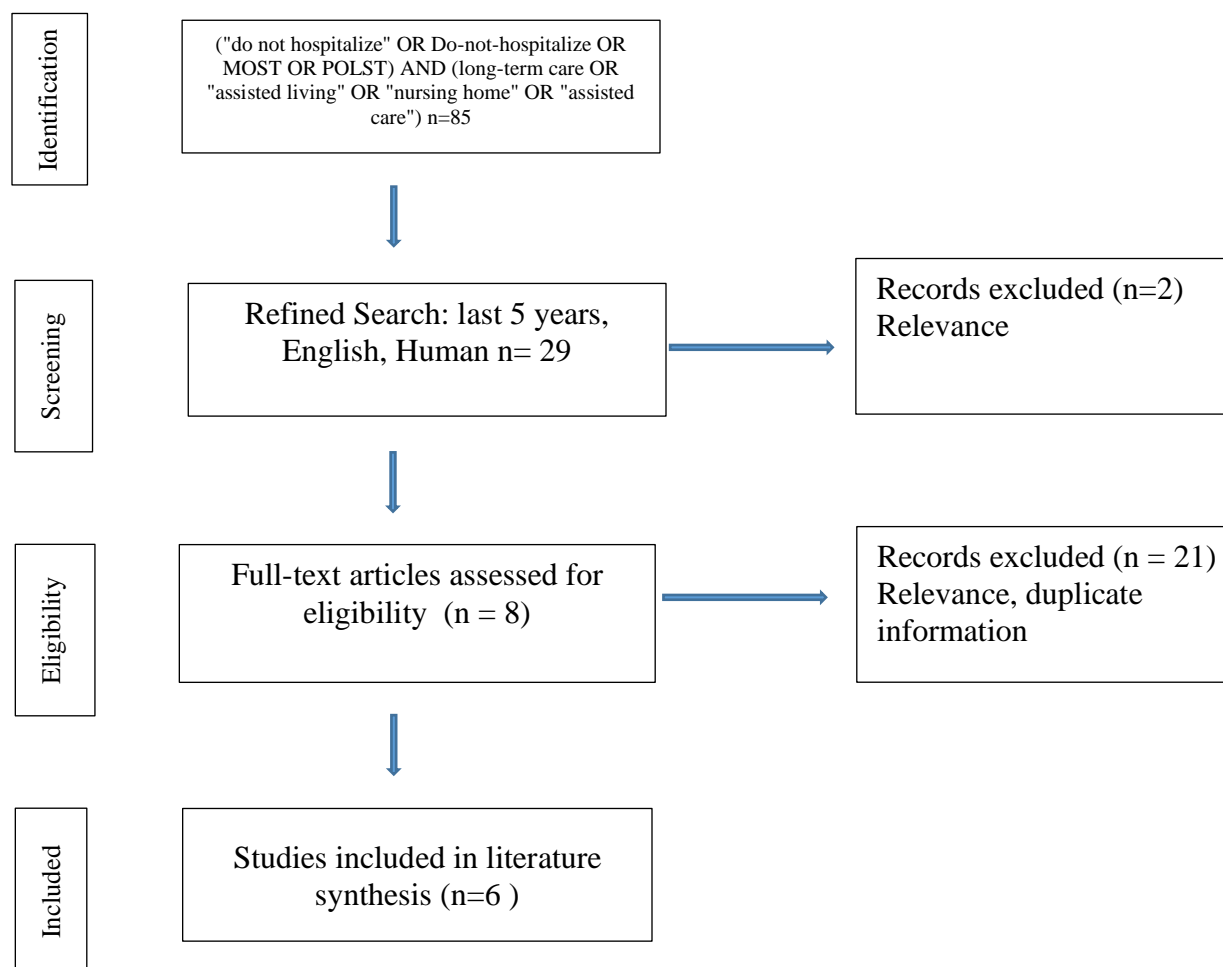 Identification
("do not hospitalize" OR Do-not-hospitalize OR
MOST OR POLST) AND (long-term care OR
"assisted living" OR "nursing home" OR "assisted
care") n=85
Screening
Refined Search: last 5 years,
English, Human n= 29
Records excluded (n=2)
Relevance
Eligibility
Full-text articles assessed for
eligibility (n = 8)
Records excluded (n = 21)
Relevance, duplicate
information
Included
Studies included in literature
synthesis (n=6 )